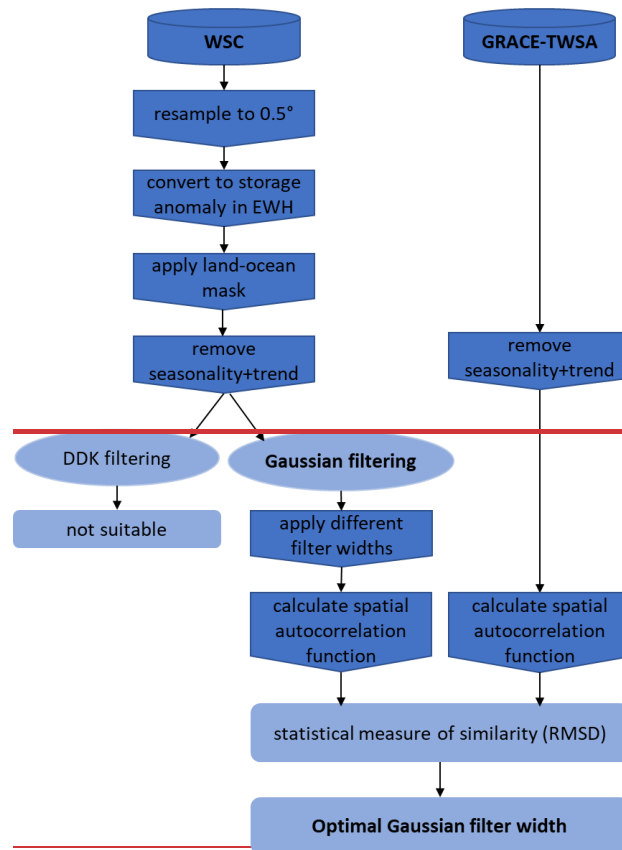 WSC
GRACE-TWSA
resample to 0.5°
convert to storage
anomaly in EWH
apply land-ocean
mask
remove
seasonality+trend
remove
seasonality+trend
DDK filtering
Gaussian filtering
not suitable
apply different
filter widths
calculate spatial
autocorrelation
function
calculate spatial
autocorrelation
function
statistical measure of similarity (RMSD)
Optimal Gaussian filter width